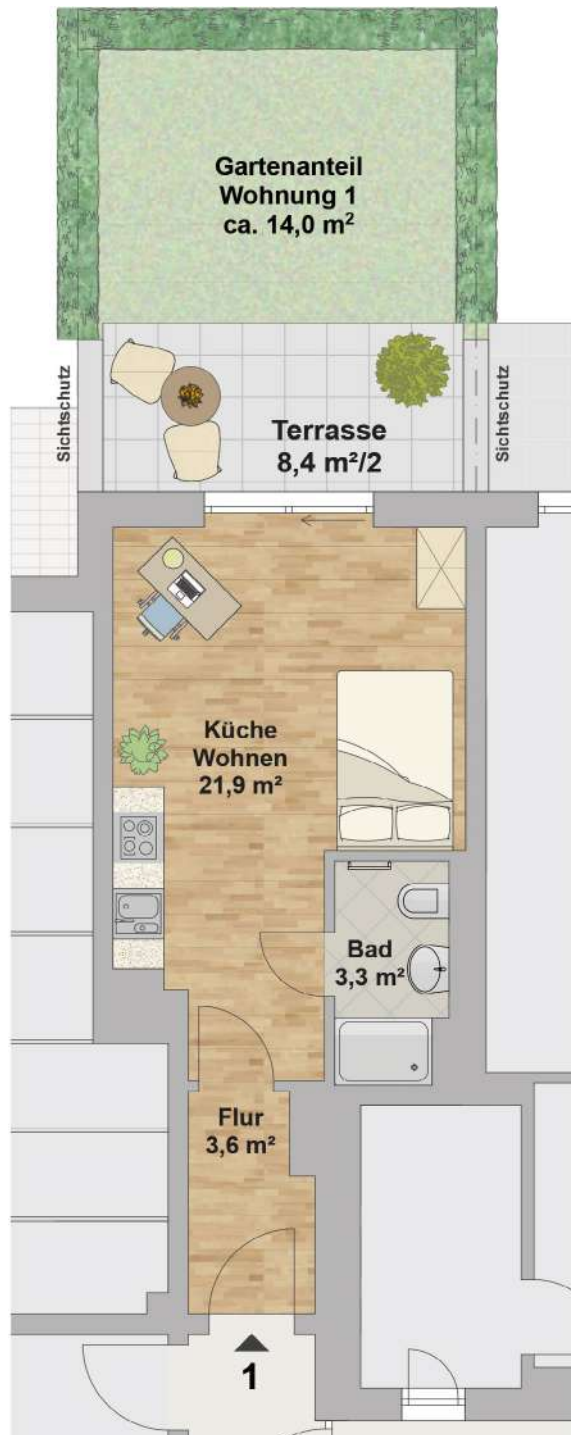 Gartenanteil
Wohnung 1
ca. 14,0 m²
Sichtschutz
Sichtschutz
Terrasse
8,4 m²/2
Küche
Wohnen
21,9 m²
Bad
3,3 m²
Flur
3,6 m²
1